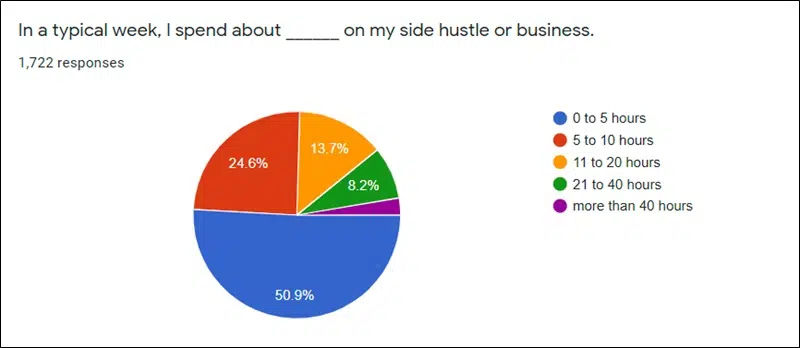 In a typical week, I spend about ______ on my side hustle or business.
1,722 responses
0 to 5 hours
5 to 10 hours
11 to 20 hours
21 to 40 hours
more than 40 hours
13.7%
24.6%
8.2%
50.9%